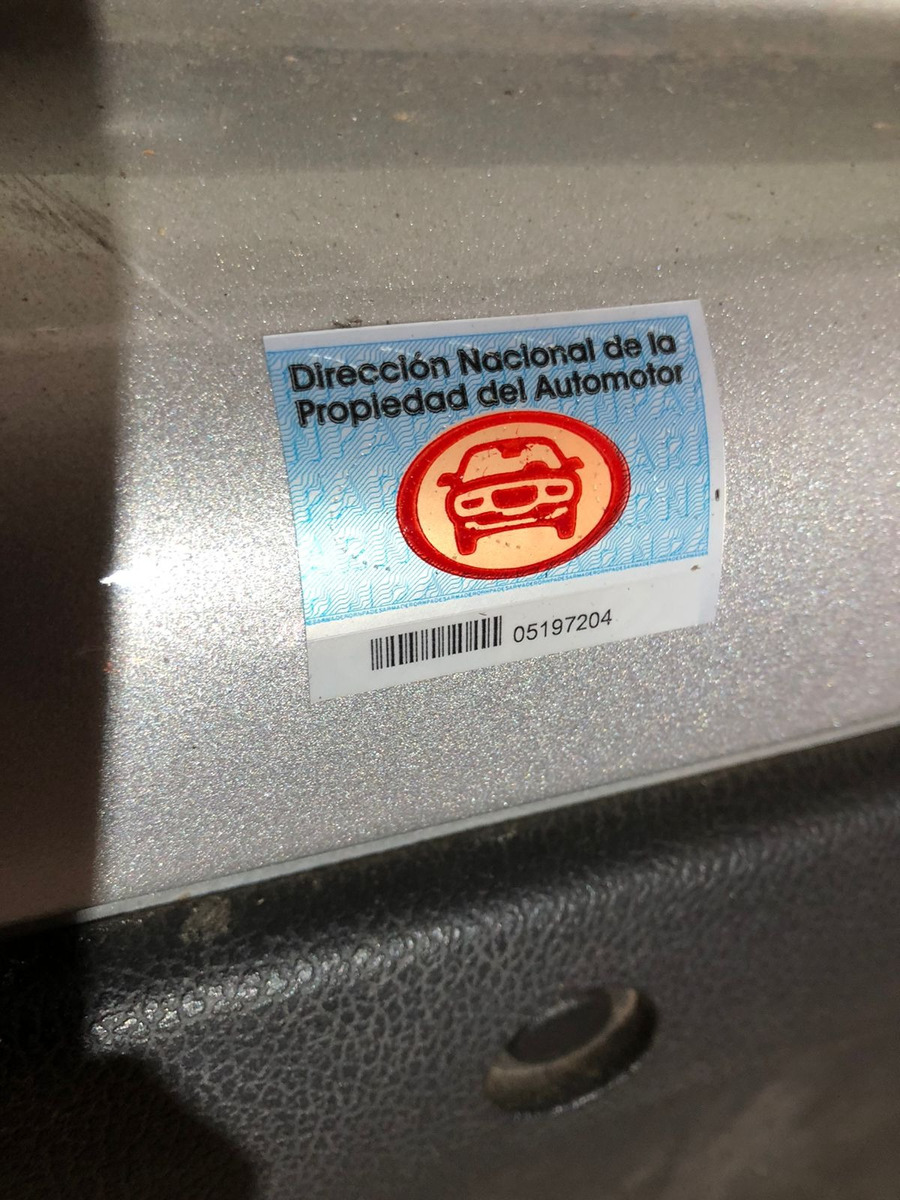 Dirección Nacional de la
Propiedad del Automotor
05197204